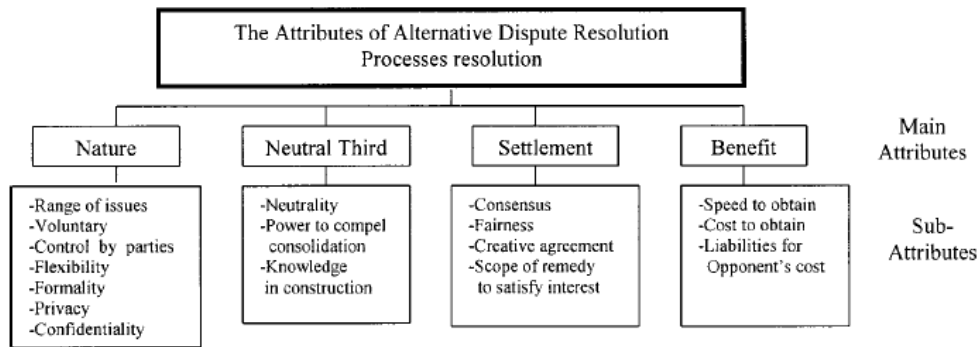 The Attributes of Alternative Dispute Resolution
Processes resolution
Nature
Neutral Third
Settlement
Benefit
Main
Attributes
-Range of issues
-Voluntary
-Control by parties
-Flexibility
-Formality
-Privacy
-Confidentiality
-Neutrality
-Power to compel
consolidation
-Knowledge
in construction
-Consensus
-Fairness
-Creative agreement
-Scope of remedy
to satisfy interest
-Speed to obtain
-Cost to obtain
-Liabilities for
Opponent's cost
Sub-
Attributes